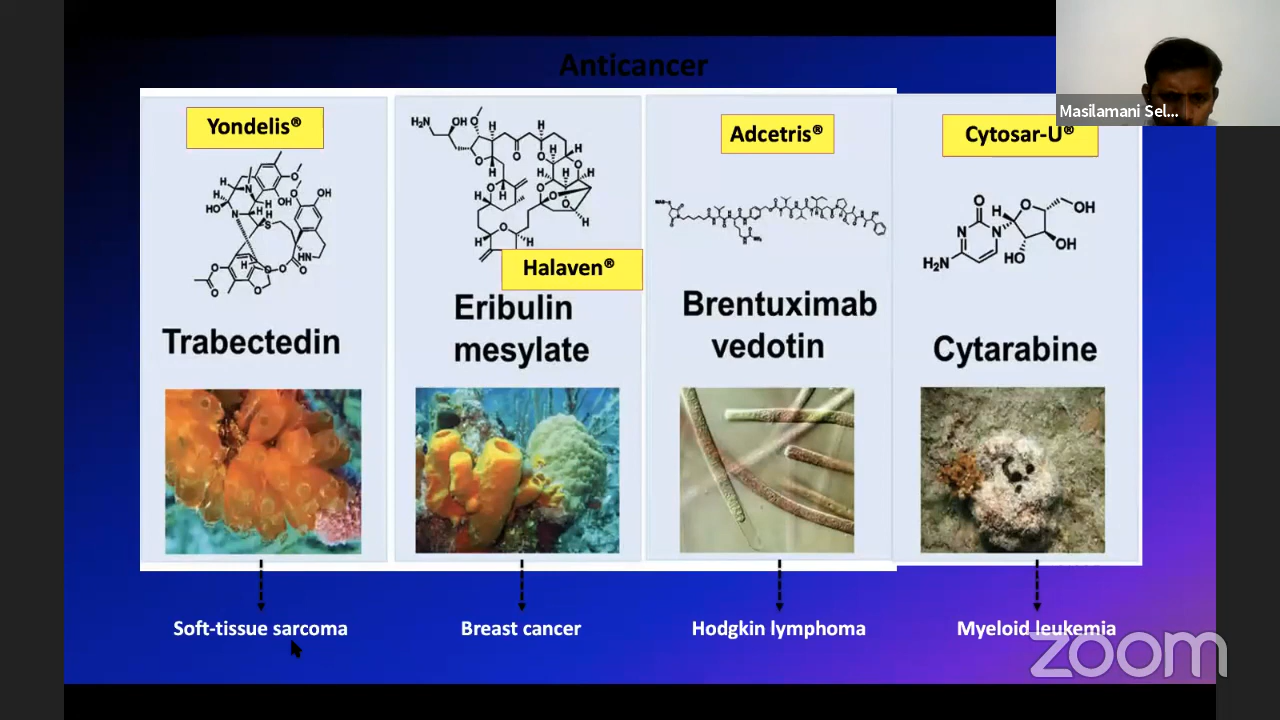 Anticancer
Masilamani Sel...
Yondelis®
Adcetris®
Cytosar-U®
Halaven®
Trabectedin
Eribulin
mesylate
Brentuximab
vedotin
Cytarabine
Soft-tissue sarcoma
Breast cancer
Hodgkin lymphoma
Myeloid leukemia
zoom